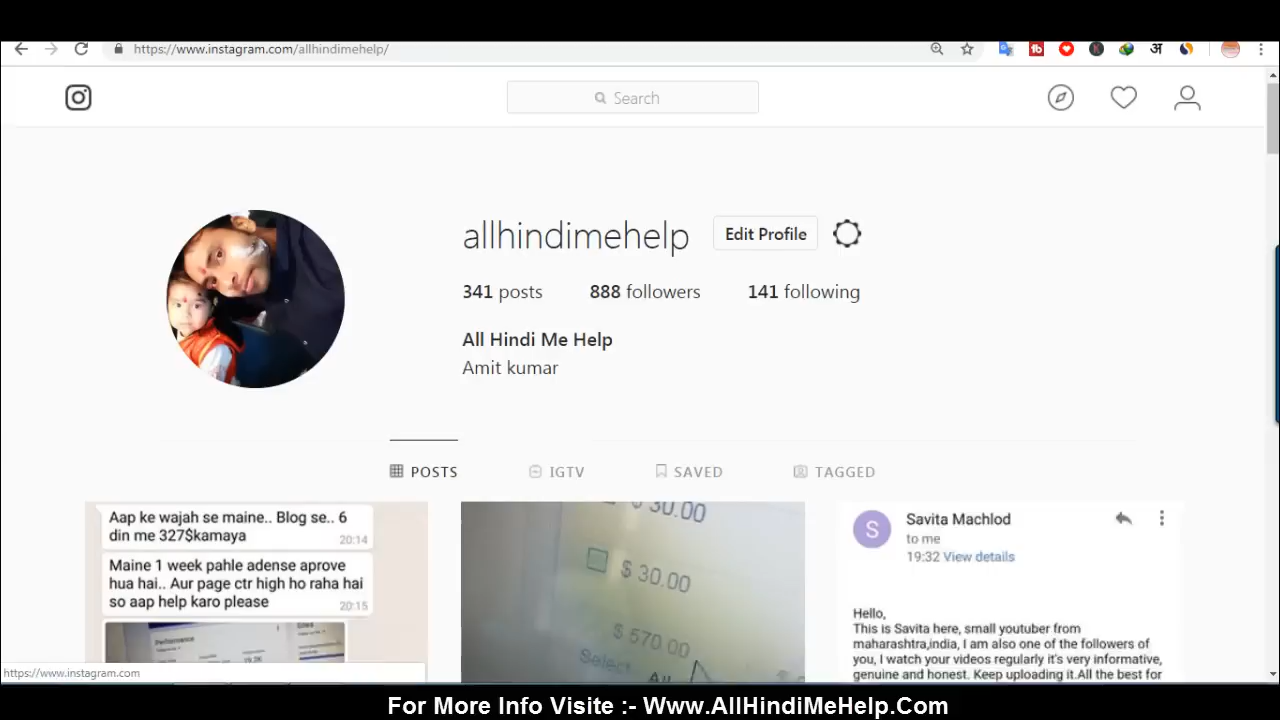 https://www.instagram.com/allhindimehelp/
अ
Search
allhindimehelp Edit Profile
341 posts 888 followers 141 following
All Hindi Me Help
Amit kumar
POSTS IGTV SAVED TAGGED
Aap ke wajah se maine.. Blog se.. 6
din me 327$kamaya
20:14
Maine 1 week pahle adense aprove
hua hai.. Aur page ctr high ho raha hai
so aap help karo please
20:15
Performance
$ 30.00
$ 30.00
$ 570.00
Select
All
S
Savita Machlod
to me
19:32 View details
Hello,
This is Savita here, small youtuber from
maharashtra,india, I am also one of the followers of
you, I watch your videos regularly it's very informative,
genuine and honest. Keep uploading it.All the best for
https://www.instagram.com
For More Info Visite :- Www.AllHindiMeHelp.Com